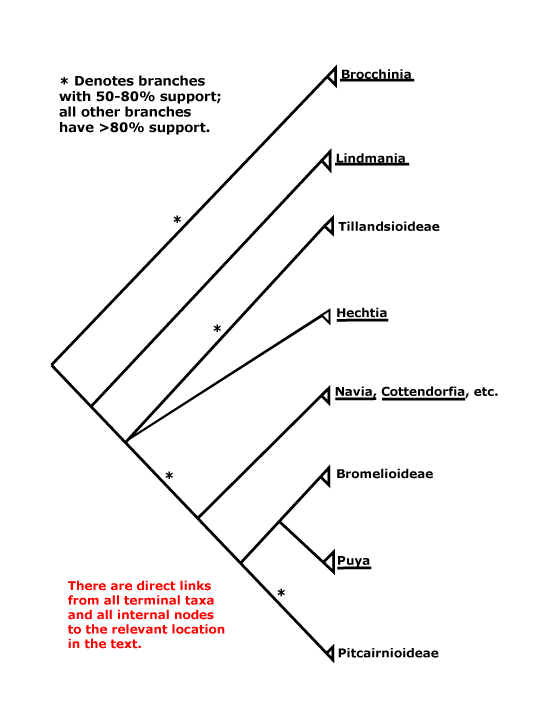 * Denotes branches
with 50-80% support;
all other branches
have >80% support.
Brocchinia
Lindmania
*
Tillandsioideae
*
Hechtia
Navia, Cottendorfia, etc.
*
Bromelioideae
Puya
*
Pitcairnioideae
There are direct links
from all terminal taxa
and all internal nodes
to the relevant location
in the text.